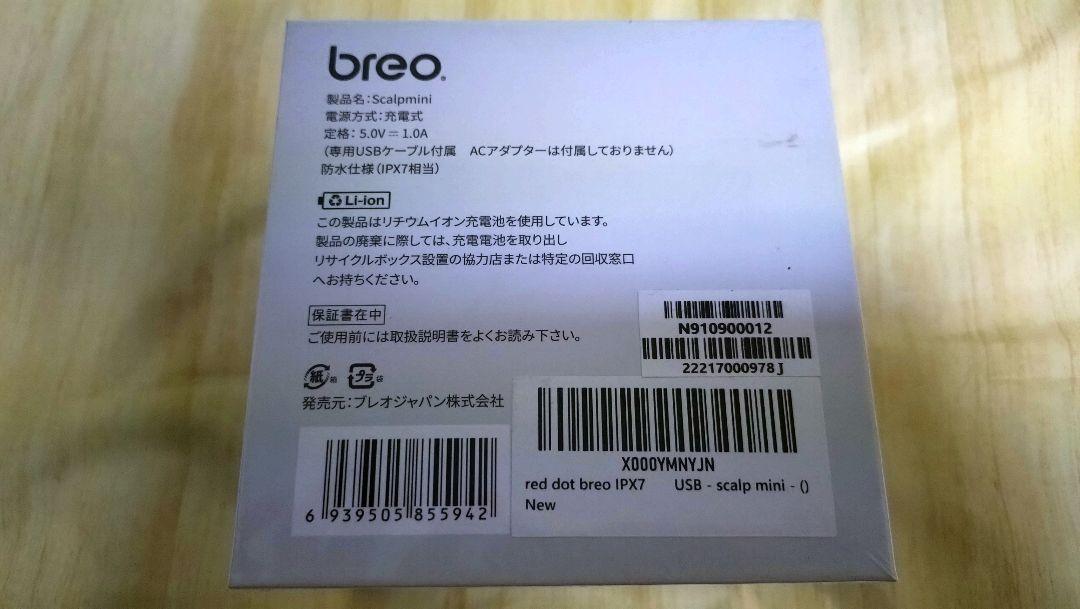 breo
製品名：Scalpmini
電源方式：充電式
定格：5.0V⎓1.0A
（専用USBケーブル付属　ACアダプターは付属しておりません）
防水仕様（IPX7相当）
Li-ion
この製品はリチウムイオン充電池を使用しています。
製品の廃棄に際しては、充電電池を取り出し
リサイクルボックス設置の協力店または特定の回収窓口
へお持ちください。
保証書在中
ご使用前には取扱説明書をよくお読み下さい。
紙 箱 プラ 袋
発売元：ブレオジャパン株式会社
6 939505 855942
N910900012
22217000978J
X000YMNYJN
red dot breo IPX7 USB - scalp mini - ()
New